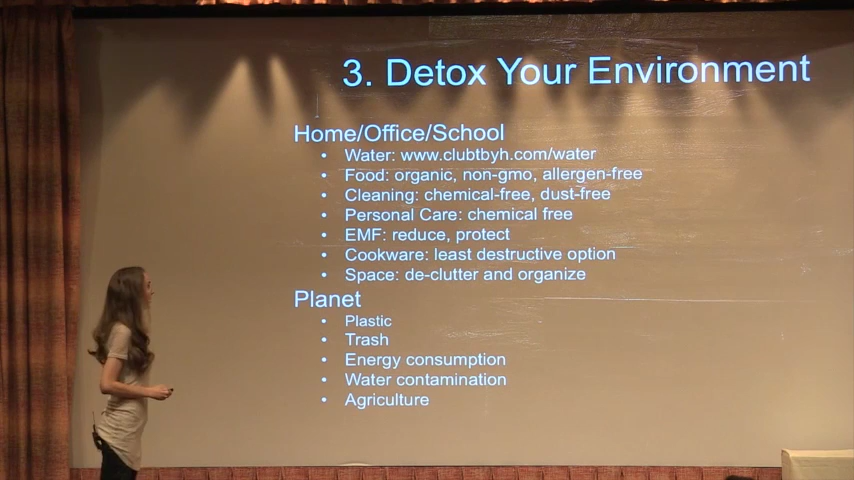 3. Detox Your Environment
Home/Office/School
• Water: www.clubtbyh.com/water
• Food: organic, non-gmo, allergen-free
• Cleaning: chemical-free, dust-free
• Personal Care: chemical free
• EMF: reduce, protect
• Cookware: least destructive option
• Space: de-clutter and organize
Planet
• Plastic
• Trash
• Energy consumption
• Water contamination
• Agriculture